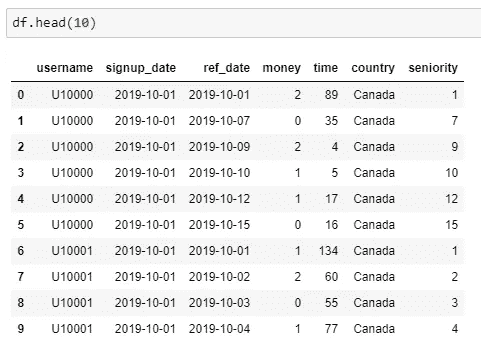 df.head(10)
username signup_date ref_date money time country seniority
0 U10000 2019-10-01 2019-10-01 2 89 Canada 1
1 U10000 2019-10-01 2019-10-07 0 35 Canada 7
2 U10000 2019-10-01 2019-10-09 2 4 Canada 9
3 U10000 2019-10-01 2019-10-10 1 5 Canada 10
4 U10000 2019-10-01 2019-10-12 1 17 Canada 12
5 U10000 2019-10-01 2019-10-15 0 16 Canada 15
6 U10001 2019-10-01 2019-10-01 1 134 Canada 1
7 U10001 2019-10-01 2019-10-02 2 60 Canada 2
8 U10001 2019-10-01 2019-10-03 0 55 Canada 3
9 U10001 2019-10-01 2019-10-04 1 77 Canada 4